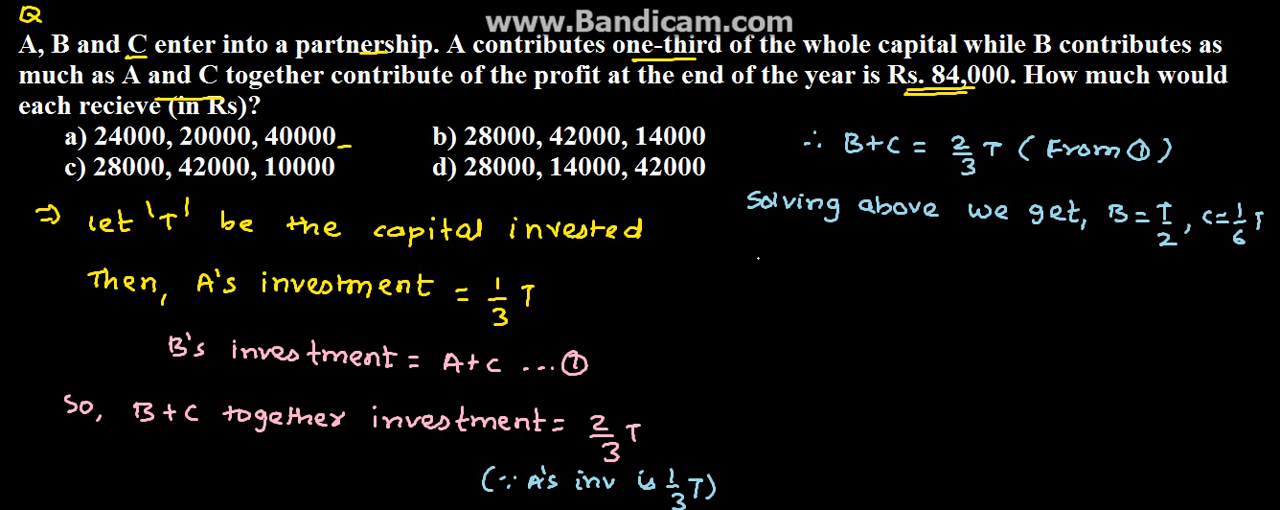 Q
www.Bandicam.com
A, B and C enter into a partnership. A contributes one-third of the whole capital while B contributes as
much as A and C together contribute of the profit at the end of the year is Rs. 84,000. How much would
each recieve (in Rs)?
a) 24000, 20000, 40000 b) 28000, 42000, 14000
c) 28000, 42000, 10000 d) 28000, 14000, 42000
⇒ Let 'T' be the capital invested
Then, A's investment = 1/3 T
B's investment = A+C ...①
So, B+C together investment = 2/3 T
(∵ A's inv is 1/3 T)
∴ B+C = 2/3 T (From ①)
Solving above we get, B = T/2, C = 1/6 T